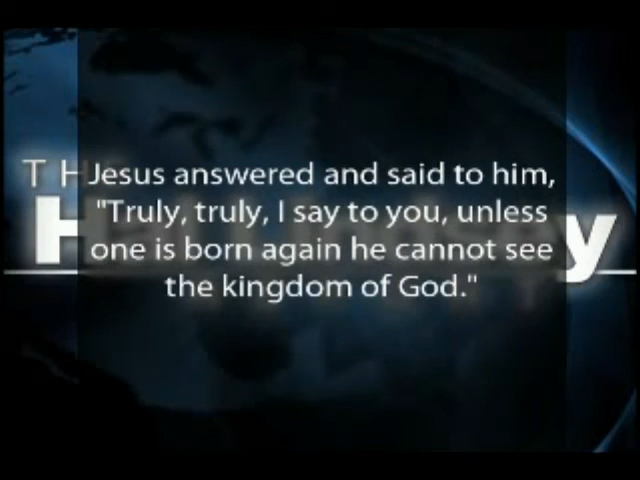 TH
Jesus answered and said to him,
"Truly, truly, I say to you, unless
one is born again he cannot see
the kingdom of God."